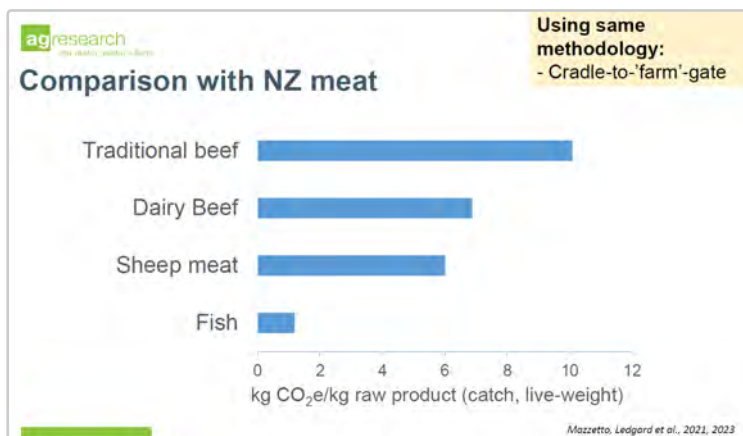 agresearch
Using same
methodology:
- Cradle-to-'farm'-gate
Comparison with NZ meat
Traditional beef
Dairy Beef
Sheep meat
Fish
0 2 4 6 8 10 12
kg CO₂e/kg raw product (catch, live-weight)
Mazzetto, Ledgard et al., 2021, 2023